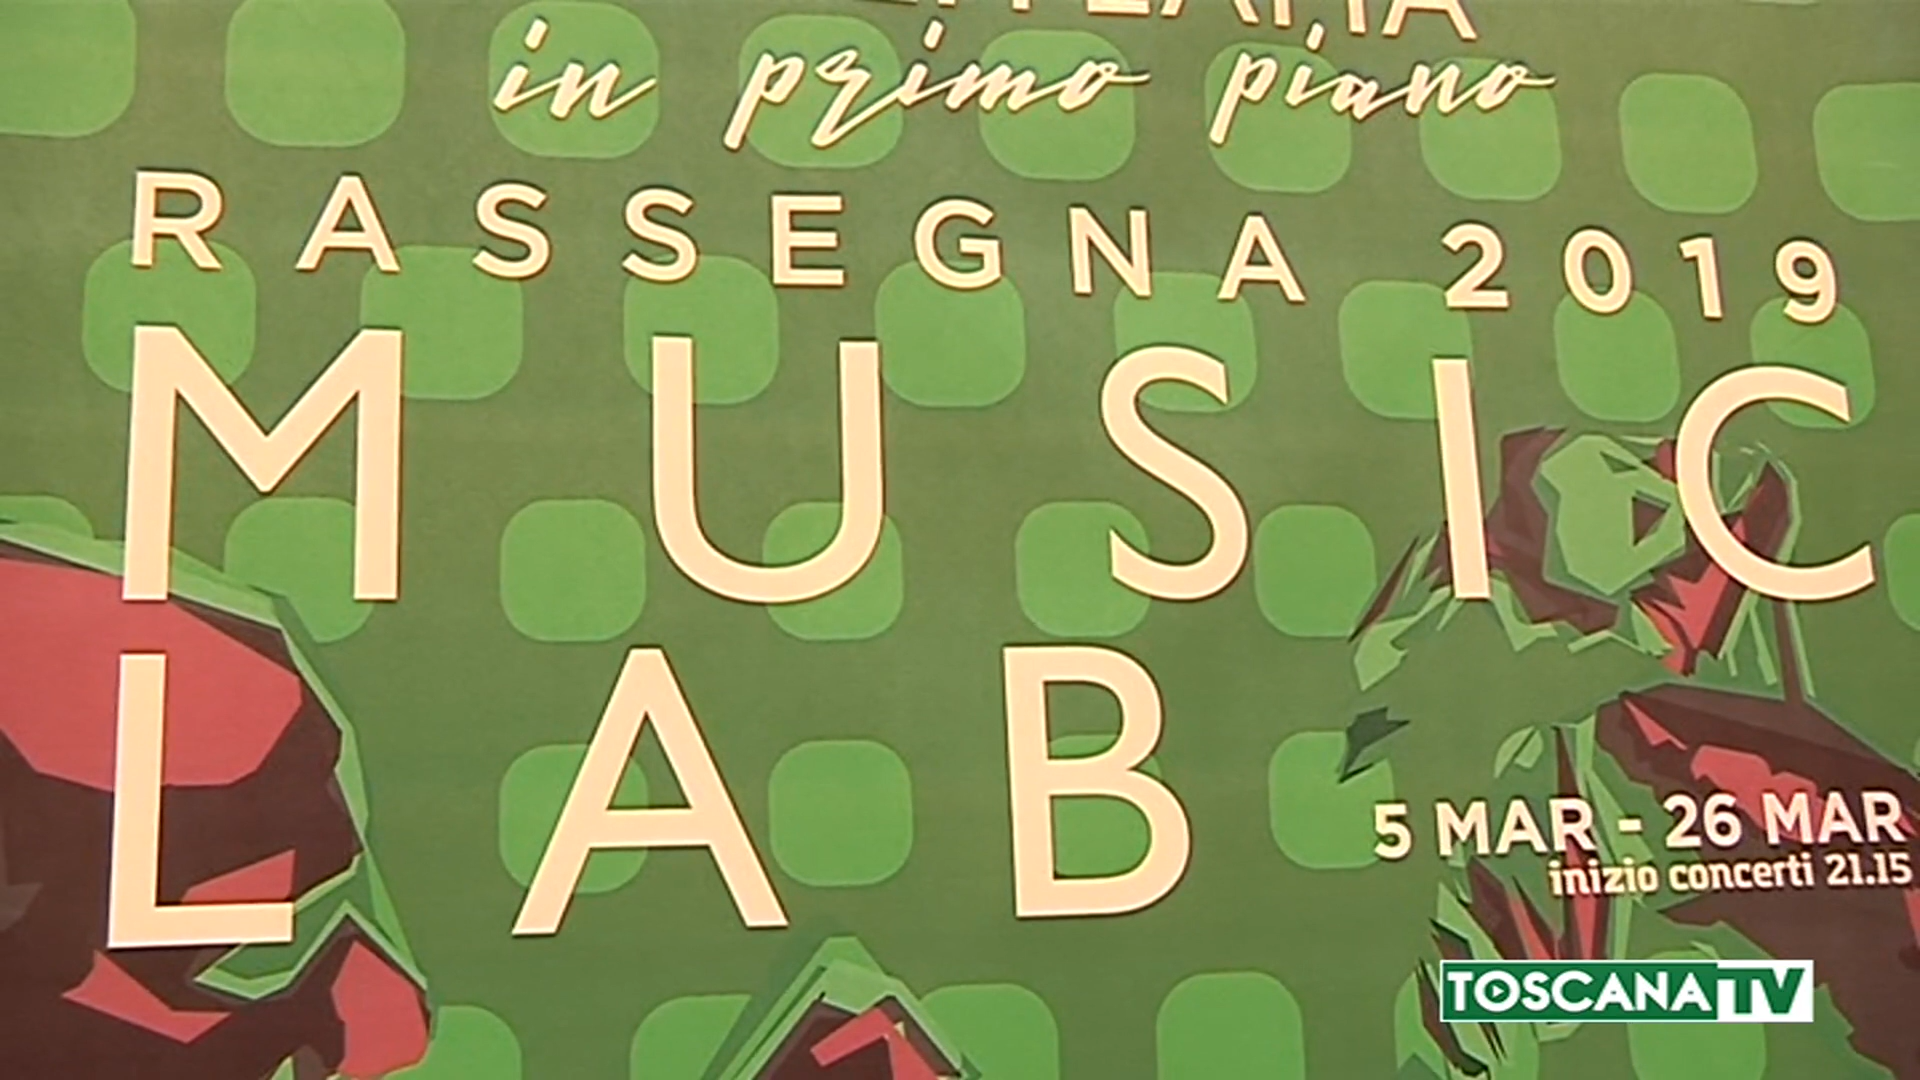 in primo piano
RASSEGNA 2019
MUSIC
LAB
5 MAR - 26 MAR
inizio concerti 21.15
TOSCANA TV